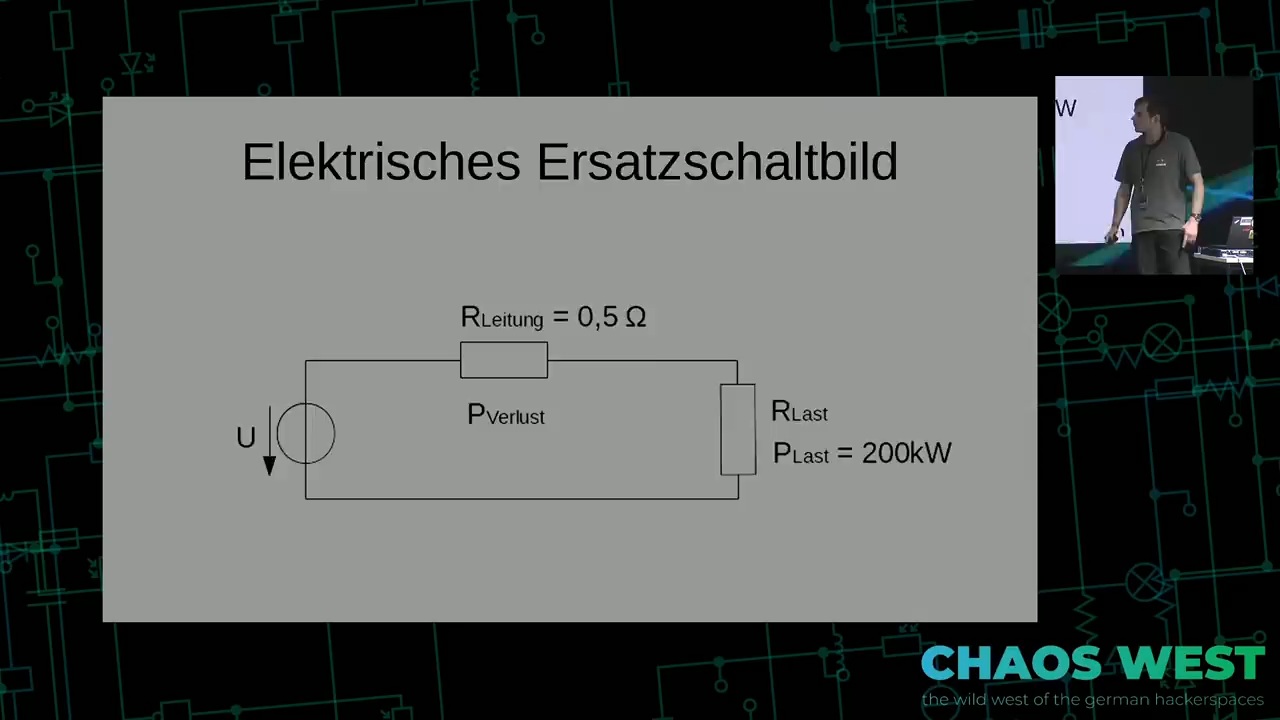 Elektrisches Ersatzschaltbild
W
RLeitung = 0,5 Ω
PVerlust
U
RLast
PLast = 200kW
CHAOS WEST
the wild west of the german hackerspaces